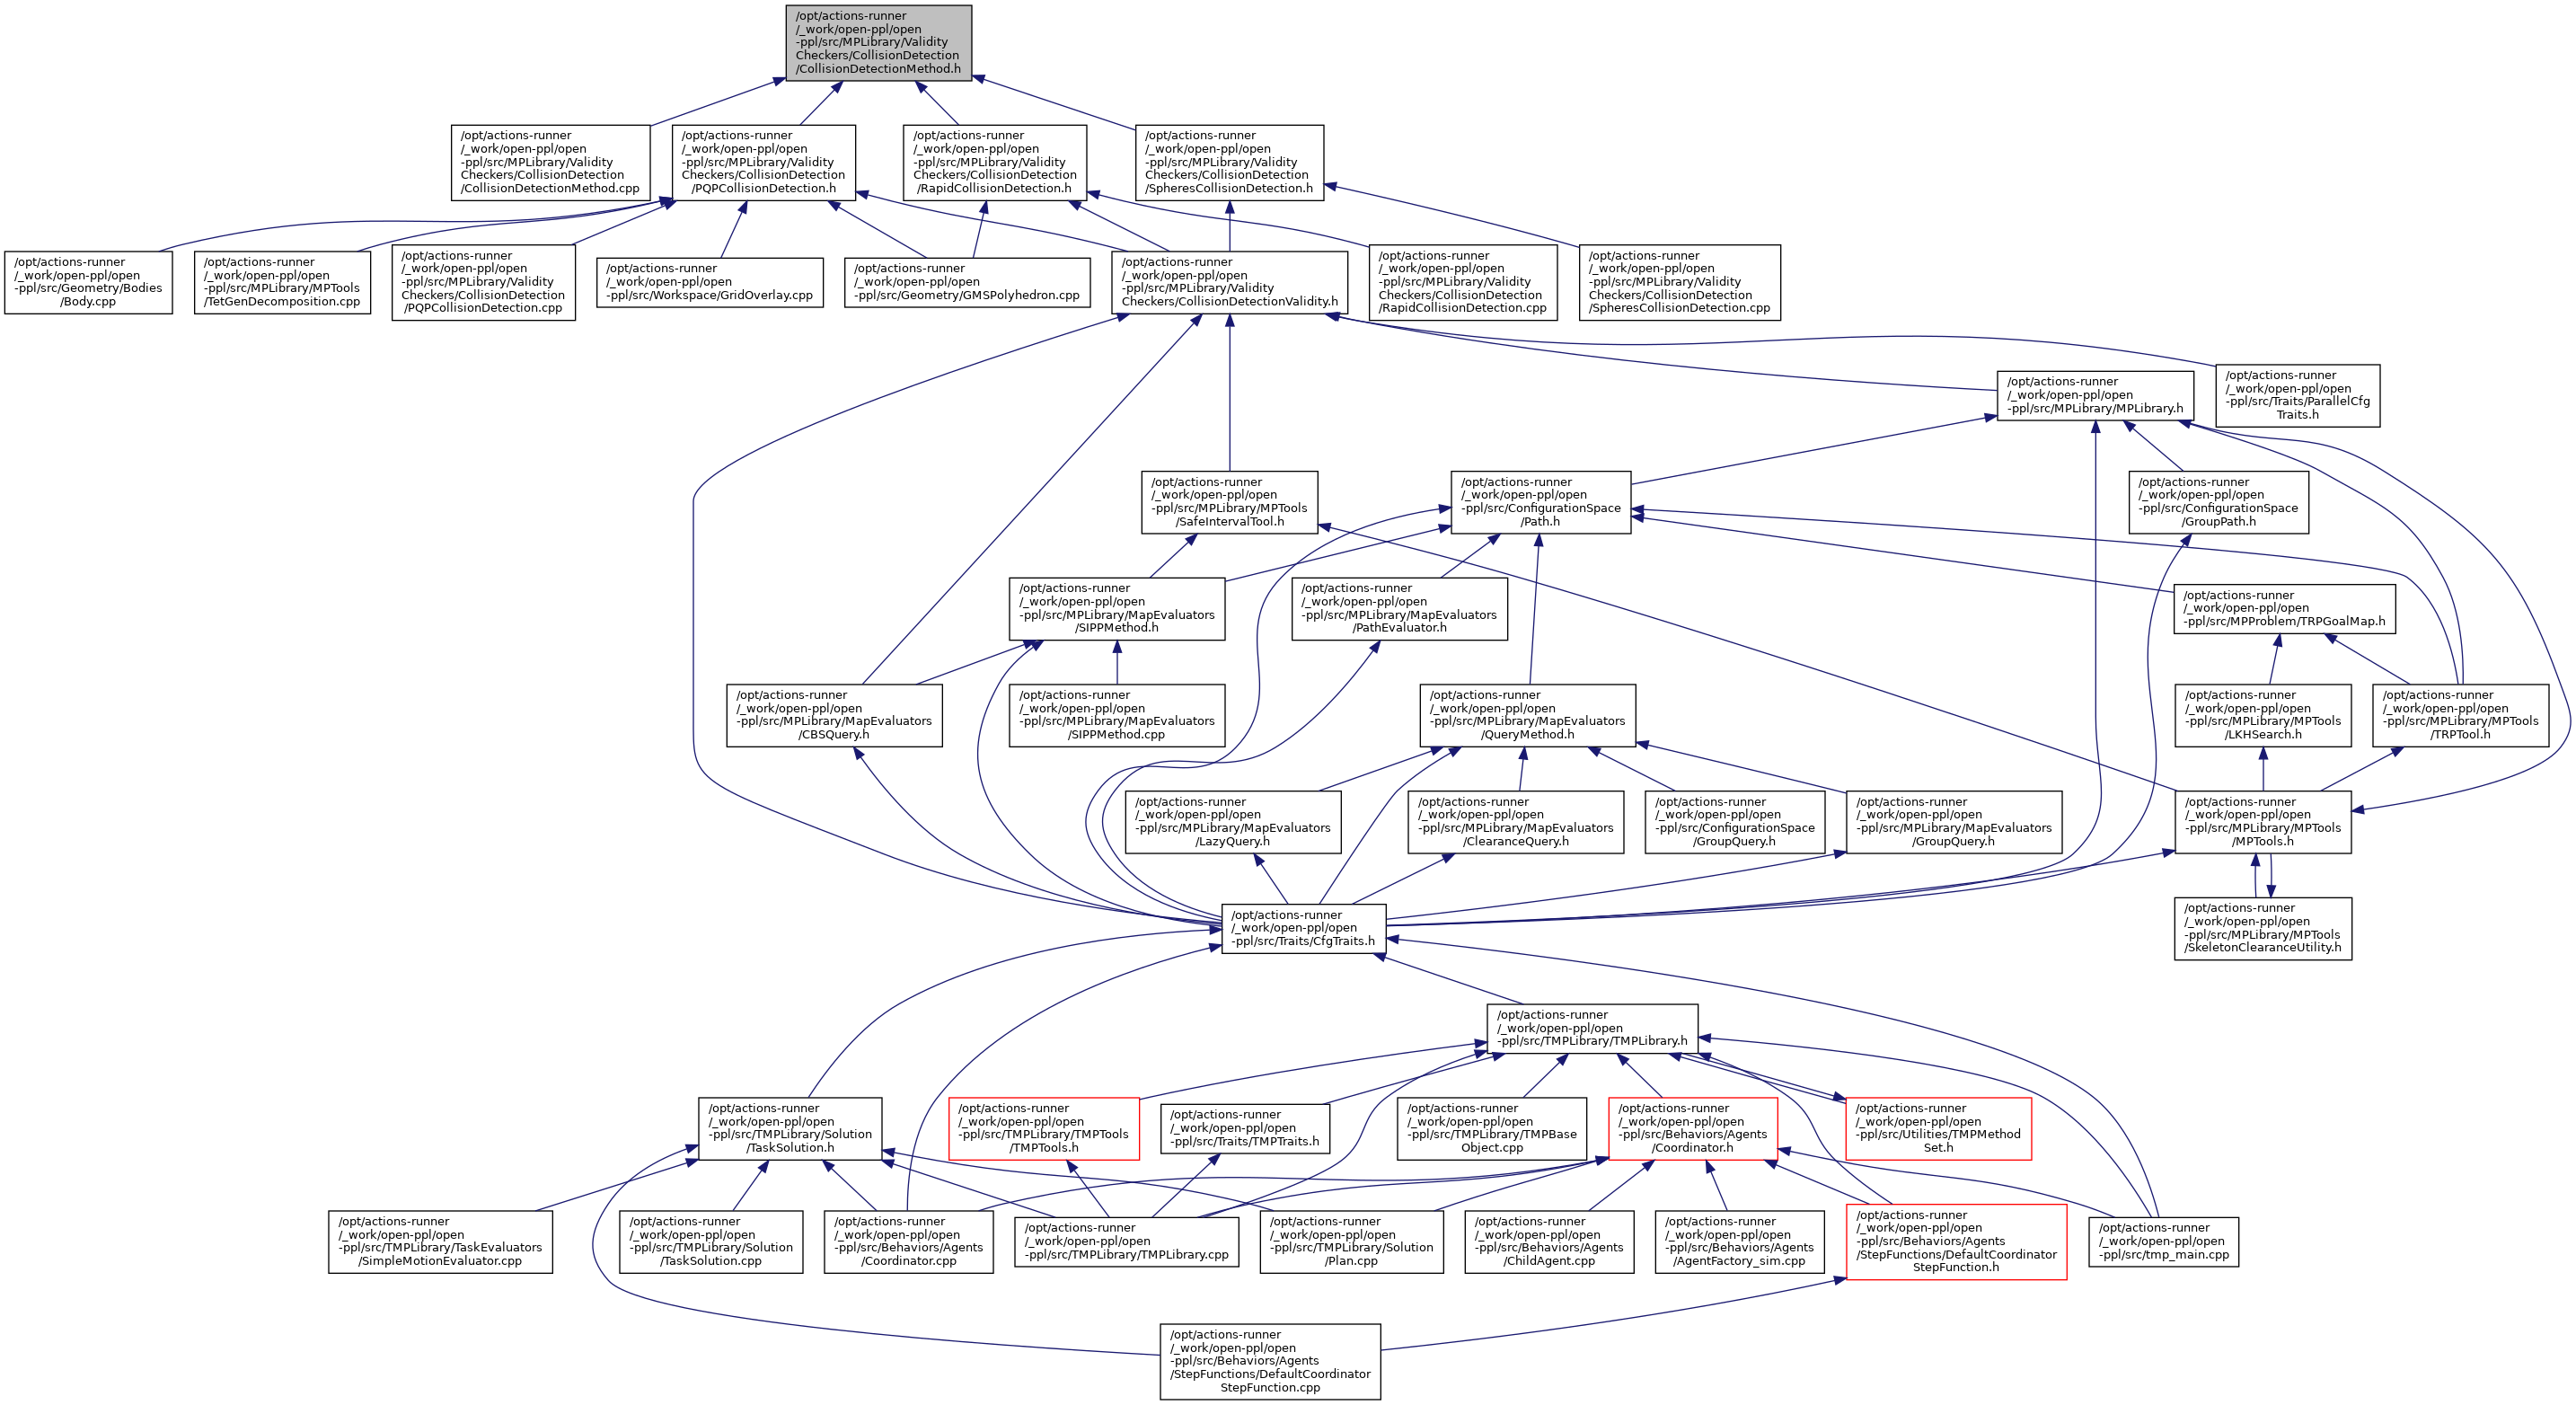 /opt/actions-runner
/_work/open-ppl/open
-ppl/src/MPLibrary/Validity
Checkers/CollisionDetection
/CollisionDetectionMethod.h
/opt/actions-runner
/_work/open-ppl/open
-ppl/src/MPLibrary/Validity
Checkers/CollisionDetection
/CollisionDetectionMethod.cpp
/opt/actions-runner
/_work/open-ppl/open
-ppl/src/MPLibrary/Validity
Checkers/CollisionDetection
/PQPCollisionDetection.h
/opt/actions-runner
/_work/open-ppl/open
-ppl/src/MPLibrary/Validity
Checkers/CollisionDetection
/RapidCollisionDetection.h
/opt/actions-runner
/_work/open-ppl/open
-ppl/src/MPLibrary/Validity
Checkers/CollisionDetection
/SpheresCollisionDetection.h
/opt/actions-runner
/_work/open-ppl/open
-ppl/src/Geometry/Bodies
/Body.cpp
/opt/actions-runner
/_work/open-ppl/open
-ppl/src/MPLibrary/MPTools
/TetGenDecomposition.cpp
/opt/actions-runner
/_work/open-ppl/open
-ppl/src/MPLibrary/Validity
Checkers/CollisionDetection
/PQPCollisionDetection.cpp
/opt/actions-runner
/_work/open-ppl/open
-ppl/src/Workspace/GridOverlay.cpp
/opt/actions-runner
/_work/open-ppl/open
-ppl/src/Geometry/GMSPolyhedron.cpp
/opt/actions-runner
/_work/open-ppl/open
-ppl/src/MPLibrary/Validity
Checkers/CollisionDetectionValidity.h
/opt/actions-runner
/_work/open-ppl/open
-ppl/src/MPLibrary/Validity
Checkers/CollisionDetection
/RapidCollisionDetection.cpp
/opt/actions-runner
/_work/open-ppl/open
-ppl/src/MPLibrary/Validity
Checkers/CollisionDetection
/SpheresCollisionDetection.cpp
/opt/actions-runner
/_work/open-ppl/open
-ppl/src/MPLibrary/MPLibrary.h
/opt/actions-runner
/_work/open-ppl/open
-ppl/src/Traits/ParallelCfg
Traits.h
/opt/actions-runner
/_work/open-ppl/open
-ppl/src/MPLibrary/MPTools
/SafeIntervalTool.h
/opt/actions-runner
/_work/open-ppl/open
-ppl/src/ConfigurationSpace
/Path.h
/opt/actions-runner
/_work/open-ppl/open
-ppl/src/ConfigurationSpace
/GroupPath.h
/opt/actions-runner
/_work/open-ppl/open
-ppl/src/MPLibrary/MapEvaluators
/SIPPMethod.h
/opt/actions-runner
/_work/open-ppl/open
-ppl/src/MPLibrary/MapEvaluators
/PathEvaluator.h
/opt/actions-runner
/_work/open-ppl/open
-ppl/src/MPProblem/TRPGoalMap.h
/opt/actions-runner
/_work/open-ppl/open
-ppl/src/MPLibrary/MapEvaluators
/CBSQuery.h
/opt/actions-runner
/_work/open-ppl/open
-ppl/src/MPLibrary/MapEvaluators
/SIPPMethod.cpp
/opt/actions-runner
/_work/open-ppl/open
-ppl/src/MPLibrary/MapEvaluators
/QueryMethod.h
/opt/actions-runner
/_work/open-ppl/open
-ppl/src/MPLibrary/MPTools
/LKHSearch.h
/opt/actions-runner
/_work/open-ppl/open
-ppl/src/MPLibrary/MPTools
/TRPTool.h
/opt/actions-runner
/_work/open-ppl/open
-ppl/src/MPLibrary/MapEvaluators
/LazyQuery.h
/opt/actions-runner
/_work/open-ppl/open
-ppl/src/MPLibrary/MapEvaluators
/ClearanceQuery.h
/opt/actions-runner
/_work/open-ppl/open
-ppl/src/ConfigurationSpace
/GroupQuery.h
/opt/actions-runner
/_work/open-ppl/open
-ppl/src/MPLibrary/MapEvaluators
/GroupQuery.h
/opt/actions-runner
/_work/open-ppl/open
-ppl/src/MPLibrary/MPTools
/MPTools.h
/opt/actions-runner
/_work/open-ppl/open
-ppl/src/Traits/CfgTraits.h
/opt/actions-runner
/_work/open-ppl/open
-ppl/src/MPLibrary/MPTools
/SkeletonClearanceUtility.h
/opt/actions-runner
/_work/open-ppl/open
-ppl/src/TMPLibrary/TMPLibrary.h
/opt/actions-runner
/_work/open-ppl/open
-ppl/src/TMPLibrary/Solution
/TaskSolution.h
/opt/actions-runner
/_work/open-ppl/open
-ppl/src/TMPLibrary/TMPTools
/TMPTools.h
/opt/actions-runner
/_work/open-ppl/open
-ppl/src/Traits/TMPTraits.h
/opt/actions-runner
/_work/open-ppl/open
-ppl/src/TMPLibrary/TMPBase
Object.cpp
/opt/actions-runner
/_work/open-ppl/open
-ppl/src/Behaviors/Agents
/Coordinator.h
/opt/actions-runner
/_work/open-ppl/open
-ppl/src/Utilities/TMPMethod
Set.h
/opt/actions-runner
/_work/open-ppl/open
-ppl/src/TMPLibrary/TaskEvaluators
/SimpleMotionEvaluator.cpp
/opt/actions-runner
/_work/open-ppl/open
-ppl/src/TMPLibrary/Solution
/TaskSolution.cpp
/opt/actions-runner
/_work/open-ppl/open
-ppl/src/Behaviors/Agents
/Coordinator.cpp
/opt/actions-runner
/_work/open-ppl/open
-ppl/src/TMPLibrary/TMPLibrary.cpp
/opt/actions-runner
/_work/open-ppl/open
-ppl/src/TMPLibrary/Solution
/Plan.cpp
/opt/actions-runner
/_work/open-ppl/open
-ppl/src/Behaviors/Agents
/ChildAgent.cpp
/opt/actions-runner
/_work/open-ppl/open
-ppl/src/Behaviors/Agents
/AgentFactory_sim.cpp
/opt/actions-runner
/_work/open-ppl/open
-ppl/src/Behaviors/Agents
/StepFunctions/DefaultCoordinator
StepFunction.h
/opt/actions-runner
/_work/open-ppl/open
-ppl/src/tmp_main.cpp
/opt/actions-runner
/_work/open-ppl/open
-ppl/src/Behaviors/Agents
/StepFunctions/DefaultCoordinator
StepFunction.cpp